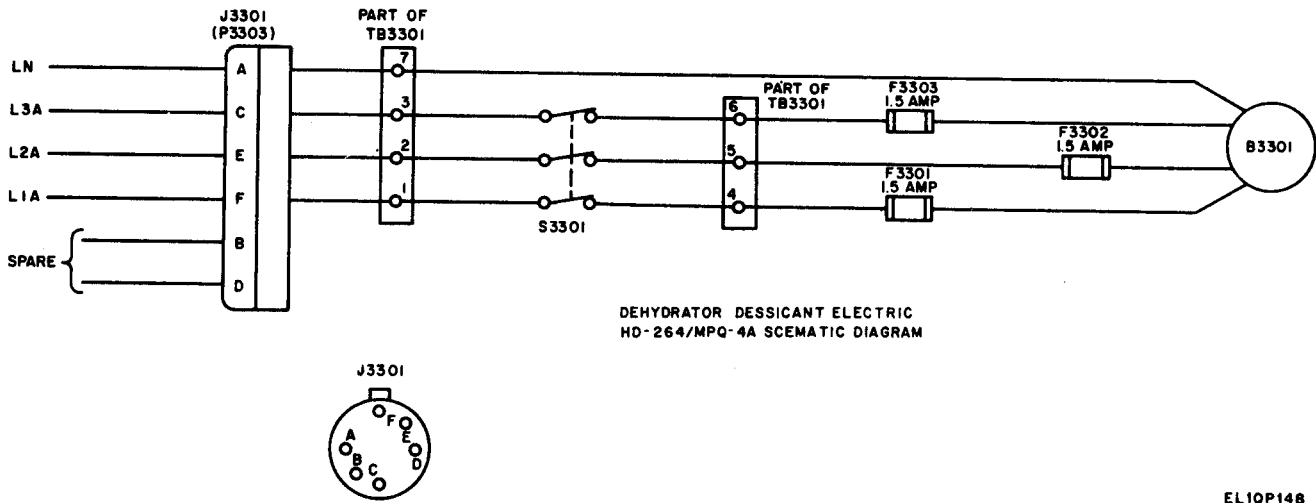 J3301
(P3303)
PART OF
TB3301
LN
A
7
L3A
C
3
L2A
E
2
L1A
F
1
SPARE
B
D
S3301
PART OF
TB3301
6
5
4
F3303
1.5 AMP
F3302
1.5 AMP
F3301
1.5 AMP
B3301
DEHYDRATOR DESSICANT ELECTRIC
HD-264/MPQ-4A SCEMATIC DIAGRAM
J3301
F
E
A
B
C
D
EL10P148